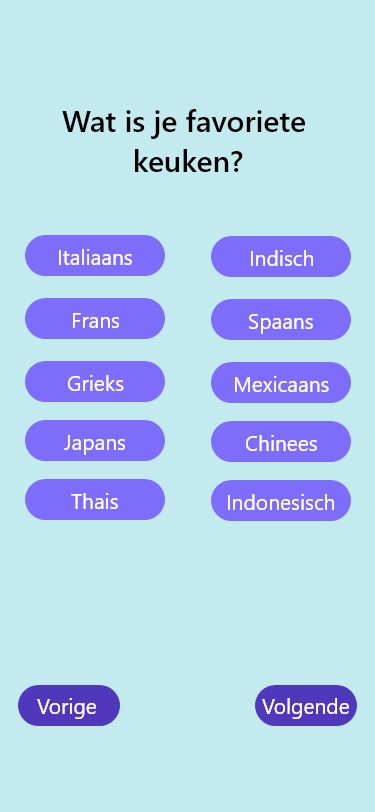 Wat is je favoriete
keuken?
Italiaans
Indisch
Frans
Spaans
Grieks
Mexicaans
Japans
Chinees
Thais
Indonesisch
Vorige
Volgende